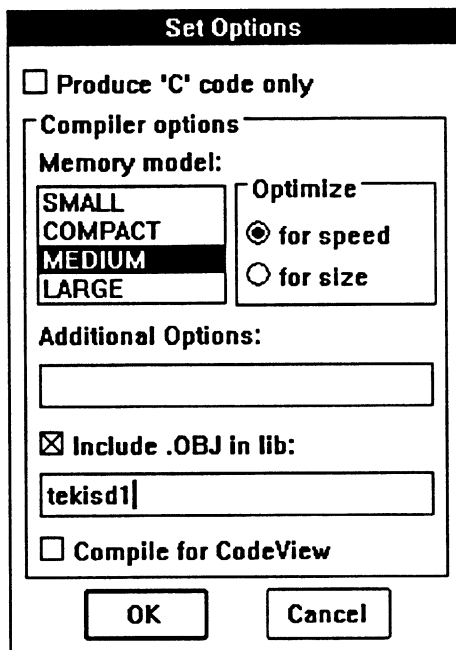 Set Options
Produce 'C' code only
Compiler options
Memory model:
SMALL
COMPACT
MEDIUM
LARGE
Optimize
for speed
for size
Additional Options:
Include .OBJ in lib:
tekisd1
Compile for CodeView
OK
Cancel